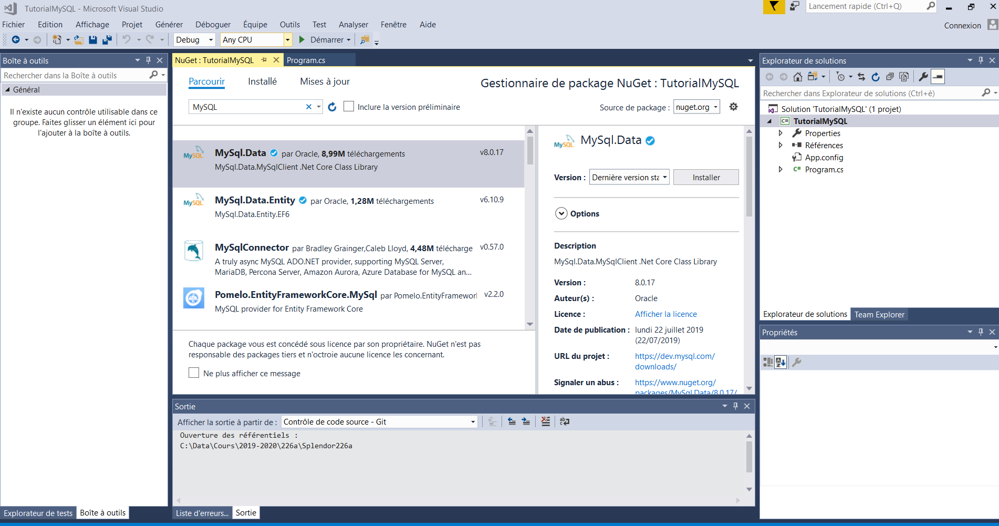 TutorialMySQL - Microsoft Visual Studio
Lancement rapide (Ctrl+Q)
Fichier Edition Affichage Projet Générer Déboguer Équipe Outils Test Analyser Fenêtre Aide
Connexion
Debug Any CPU Démarrer
Boîte à outils
Rechercher dans la Boîte à outils
Général
Il n'existe aucun contrôle utilisable dans ce
groupe. Faites glisser un élément ici pour
l'ajouter à la boîte à outils.
Explorateur de tests Boîte à outils
NuGet : TutorialMySQL Program.cs
Parcourir Installé Mises à jour
Gestionnaire de package NuGet : TutorialMySQL
MySQL
Inclure la version préliminaire
Source de package : nuget.org
MySQL
MySql.Data par Oracle, 8,99M téléchargements v8.0.17
MySql.Data.MySqlClient .Net Core Class Library
MySQL
MySql.Data.Entity par Oracle, 1,28M téléchargements v6.10.9
MySql.Data.Entity.EF6
MySqlConnector par Bradley Grainger,Caleb Lloyd, 4,48M télécharge v0.57.0
A truly async MySQL ADO.NET provider, supporting MySQL Server,
MariaDB, Percona Server, Amazon Aurora, Azure Database for MySQL an...
Pomelo.EntityFrameworkCore.MySql par Pomelo.EntityFramewor v2.2.0
MySQL provider for Entity Framework Core
Chaque package vous est concédé sous licence par son propriétaire. NuGet n'est pas
responsable des packages tiers et n'octroie aucune licence les concernant.
Ne plus afficher ce message
MySQL
MySql.Data
Version : Dernière version sta Installer
Options
Description
MySql.Data.MySqlClient .Net Core Class Library
Version : 8.0.17
Auteur(s) : Oracle
Licence : Afficher la licence
Date de publication : lundi 22 juillet 2019
(22/07/2019)
URL du projet : https://dev.mysql.com/
downloads/
Signaler un abus : https://www.nuget.org/
packages/MySql.Data/8.0.17/
Sortie
Afficher la sortie à partir de : Contrôle de code source - Git
Ouverture des référentiels :
C:\Data\Cours\2019-2020\226a\Splendor226a
Liste d'erreurs... Sortie
Explorateur de solutions
Rechercher dans Explorateur de solutions (Ctrl+è)
Solution 'TutorialMySQL' (1 projet)
C# TutorialMySQL
Properties
Références
App.config
C# Program.cs
Explorateur de solutions Team Explorer
Propriétés